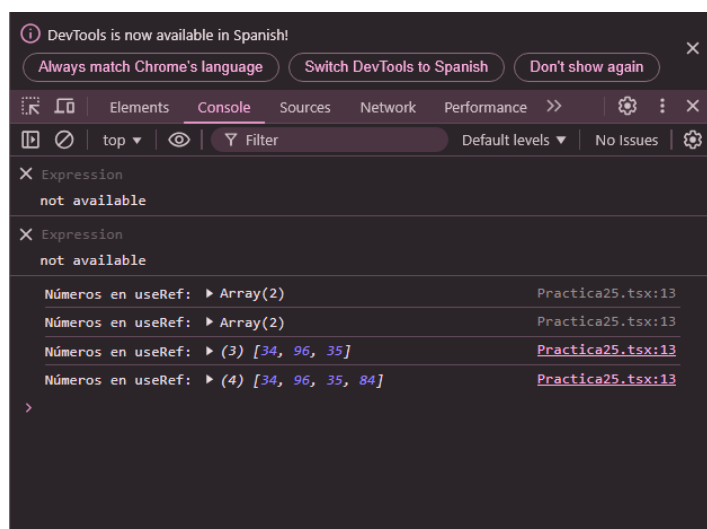 DevTools is now available in Spanish!
Always match Chrome's language Switch DevTools to Spanish Don't show again
Elements Console Sources Network Performance
top Filter Default levels No Issues
Expression
not available
Expression
not available
Números en useRef: Array(2) Practica25.tsx:13
Números en useRef: Array(2) Practica25.tsx:13
Números en useRef: (3) [34, 96, 35] Practica25.tsx:13
Números en useRef: (4) [34, 96, 35, 84] Practica25.tsx:13